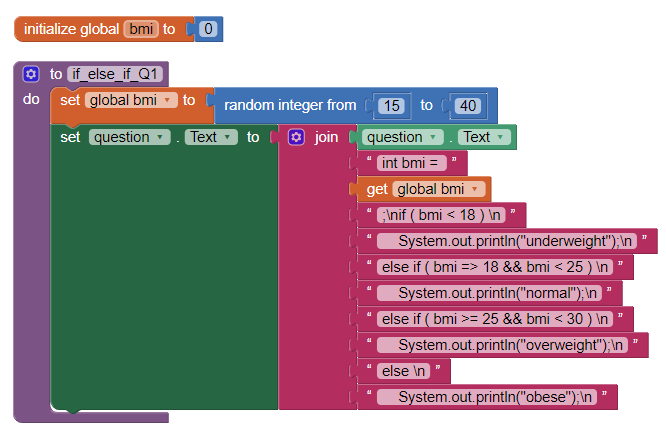 initialize global bmi to 0
to if_else_if_Q1
do set global bmi to random integer from 15 to 40
set question . Text to join question . Text
“ int bmi = ”
get global bmi
“ ;\nif ( bmi < 18 ) \n ”
“ System.out.println("underweight");\n ”
“ else if ( bmi => 18 && bmi < 25 ) \n ”
“ System.out.println("normal");\n ”
“ else if ( bmi >= 25 && bmi < 30 ) \n ”
“ System.out.println("overweight");\n ”
“ else \n ”
“ System.out.println("obese");\n ”